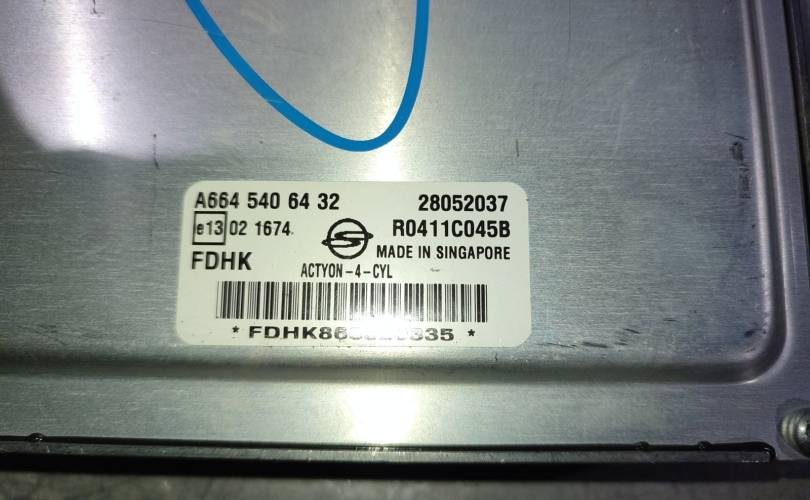 A664 540 64 32 28052037
e13 02 1674 R0411C045B
MADE IN SINGAPORE
FDHK
ACTYON-4-CYL